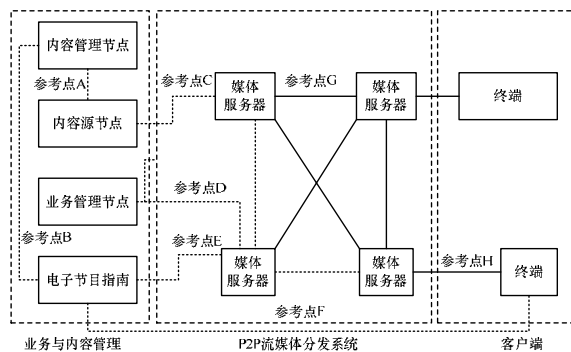 内容管理节点
参考点A
内容源节点
业务管理节点
参考点B
电子节目指南
业务与内容管理
参考点C
媒体
服务器
参考点G
媒体
服务器
参考点D
参考点E
媒体
服务器
媒体
服务器
参考点F
P2P流媒体分发系统
终端
参考点H
终端
客户端